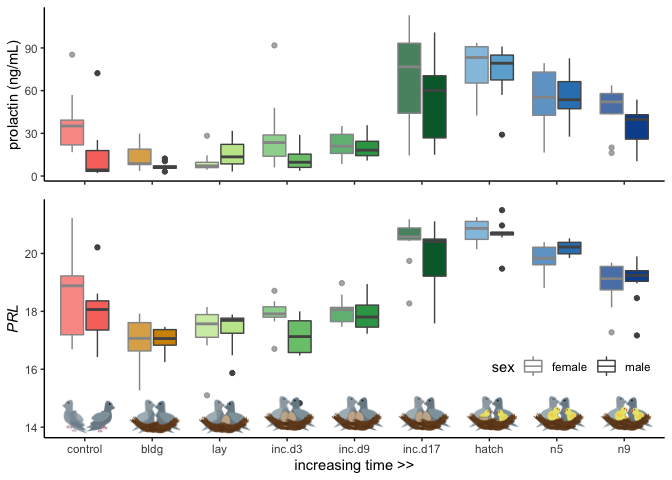 prolactin (ng/mL)
90
60
30
0
PRL
20
18
16
14
sex female male
control bldg lay inc.d3 inc.d9 inc.d17 hatch n5 n9
increasing time >>